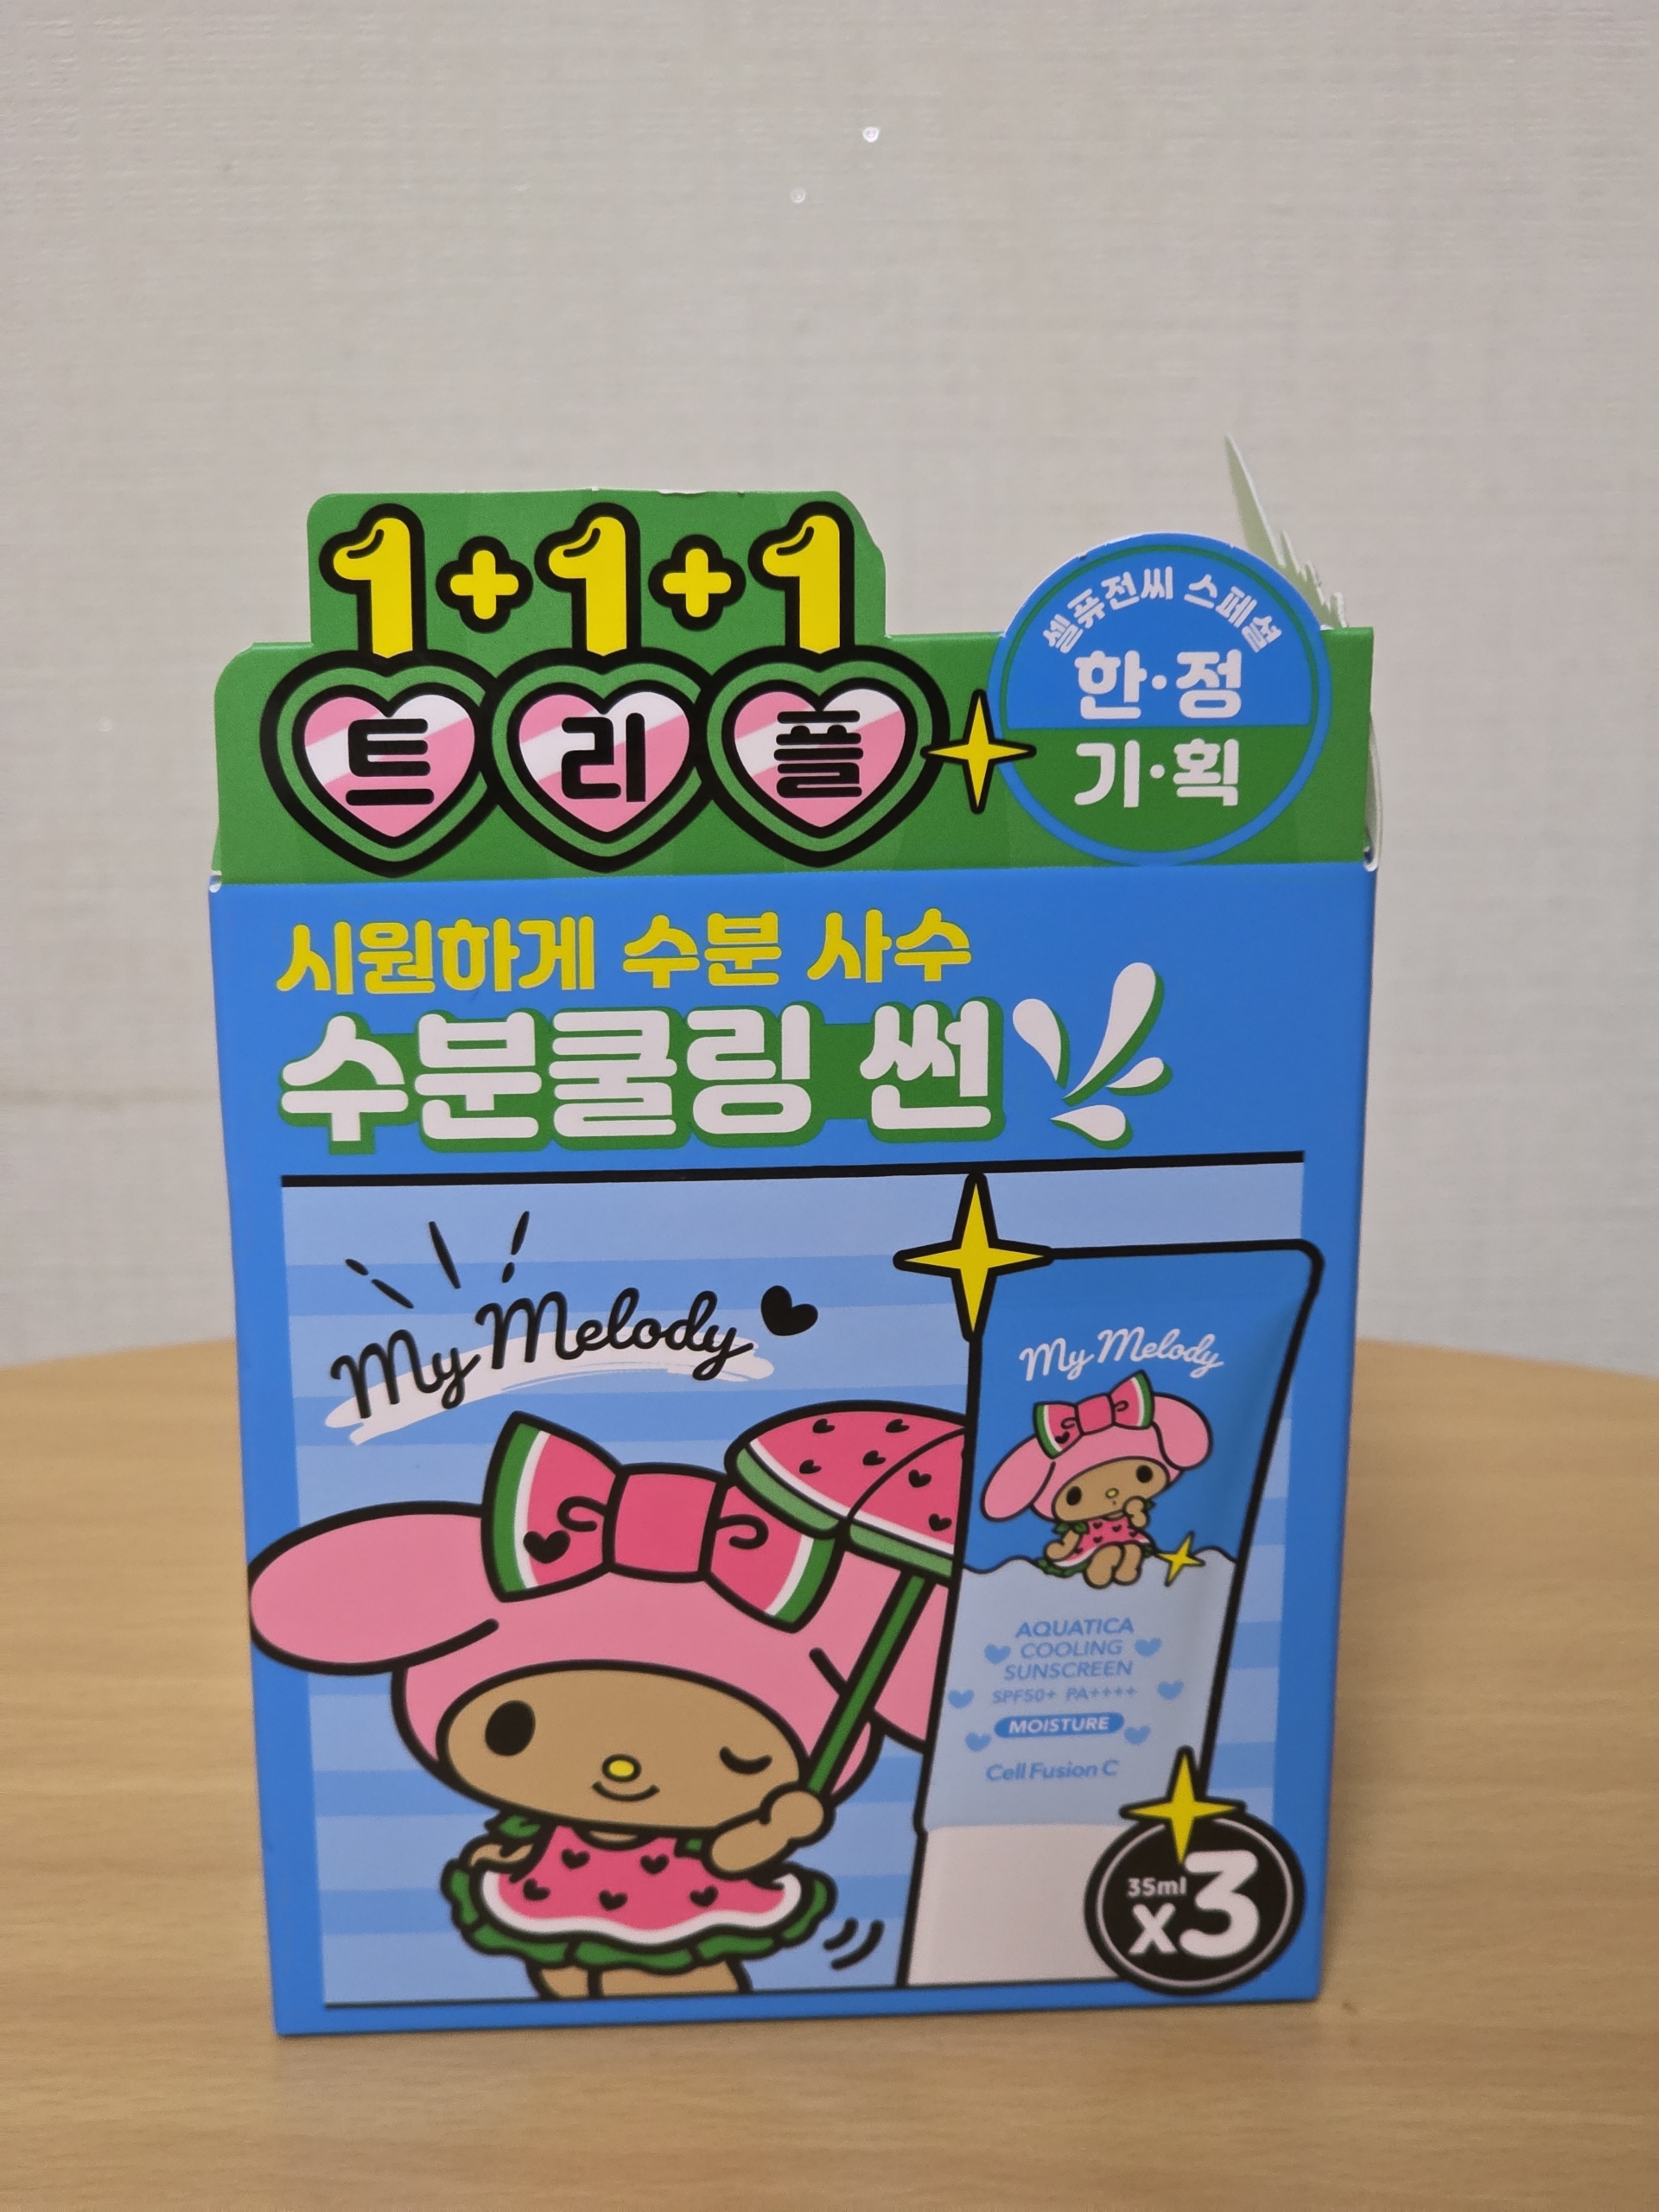 1+1+1
트리플
셀퓨전씨 스페셜
한·정
기·획
시원하게 수분 사수
수분쿨링 썬
My Melody
My Melody
AQUATICA
COOLING
SUNSCREEN
SPF50+ PA++++
MOISTURE
Cell Fusion C
35ml
x3